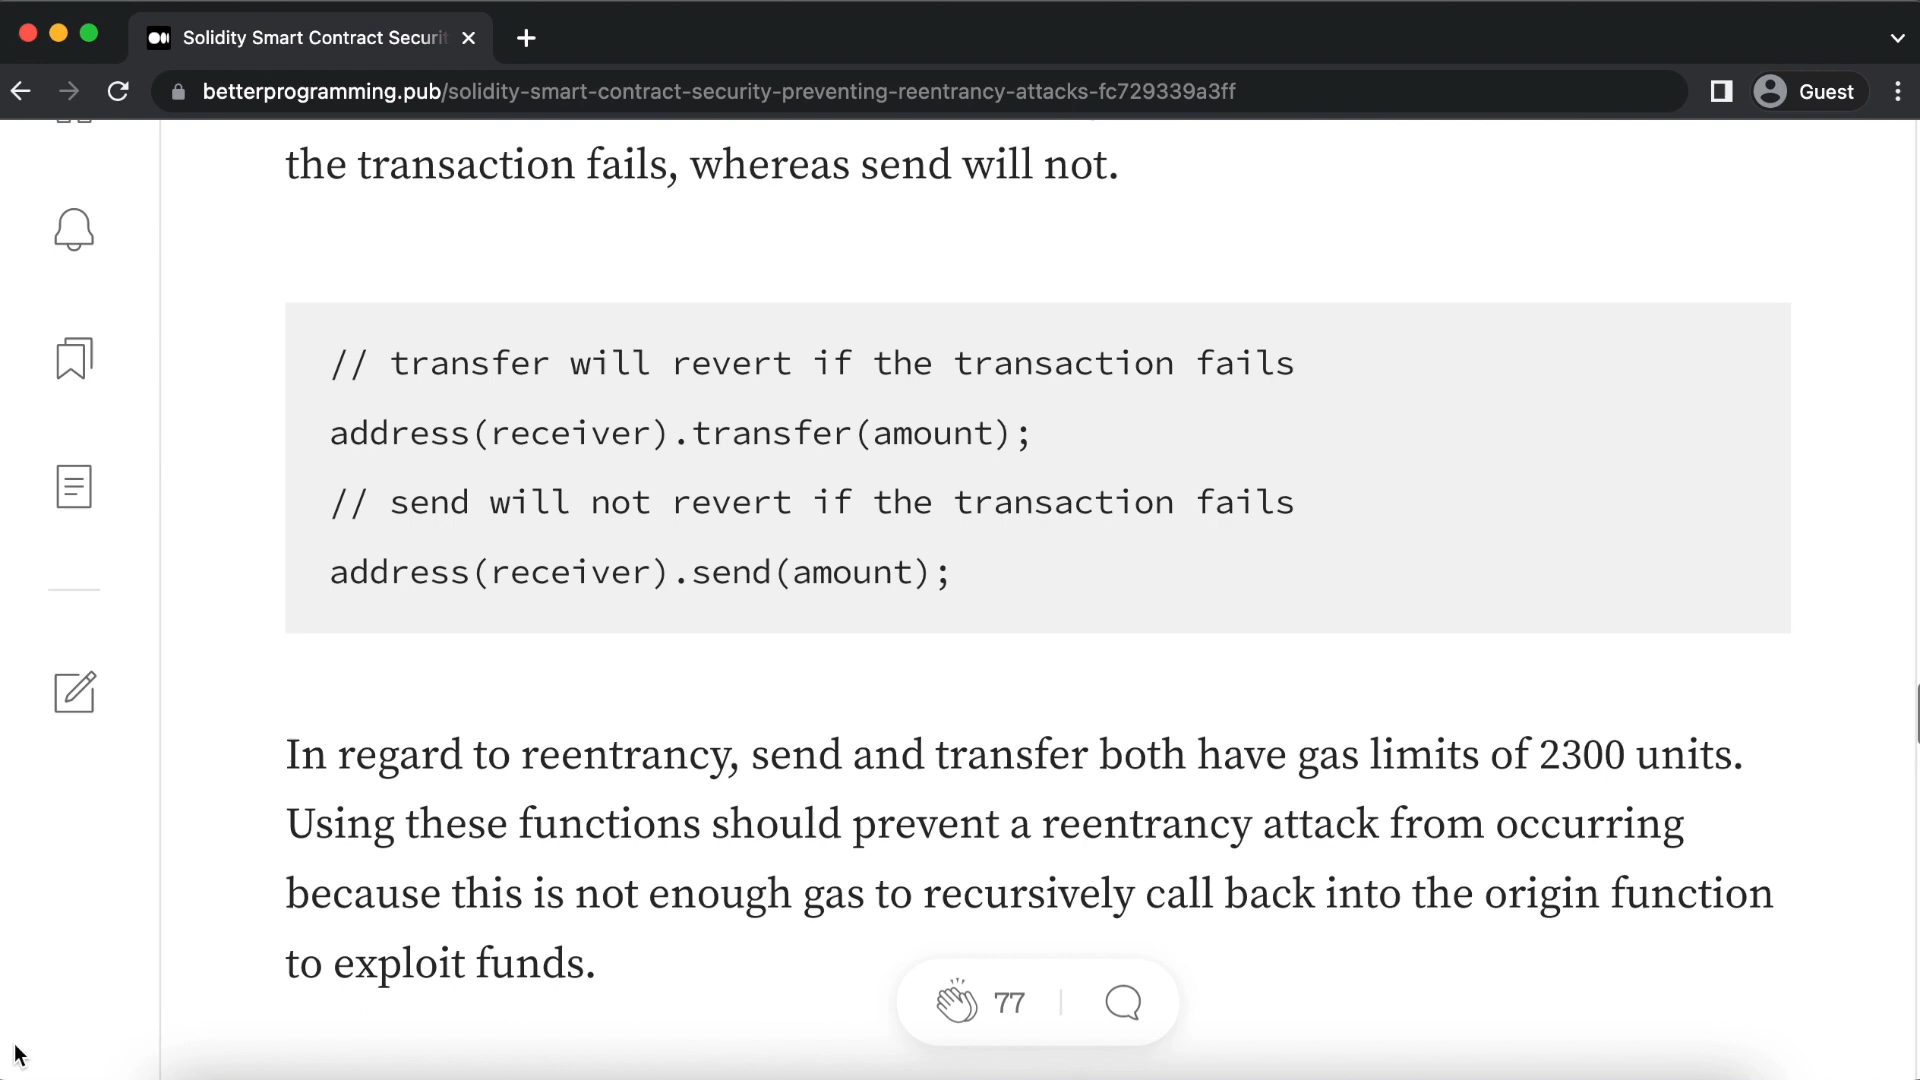 Solidity Smart Contract Securit
betterprogramming.pub/solidity-smart-contract-security-preventing-reentrancy-attacks-fc729339a3ff
Guest
the transaction fails, whereas send will not.
// transfer will revert if the transaction fails
address(receiver).transfer(amount);
// send will not revert if the transaction fails
address(receiver).send(amount);
In regard to reentrancy, send and transfer both have gas limits of 2300 units.
Using these functions should prevent a reentrancy attack from occurring
because this is not enough gas to recursively call back into the origin function
to exploit funds.
77